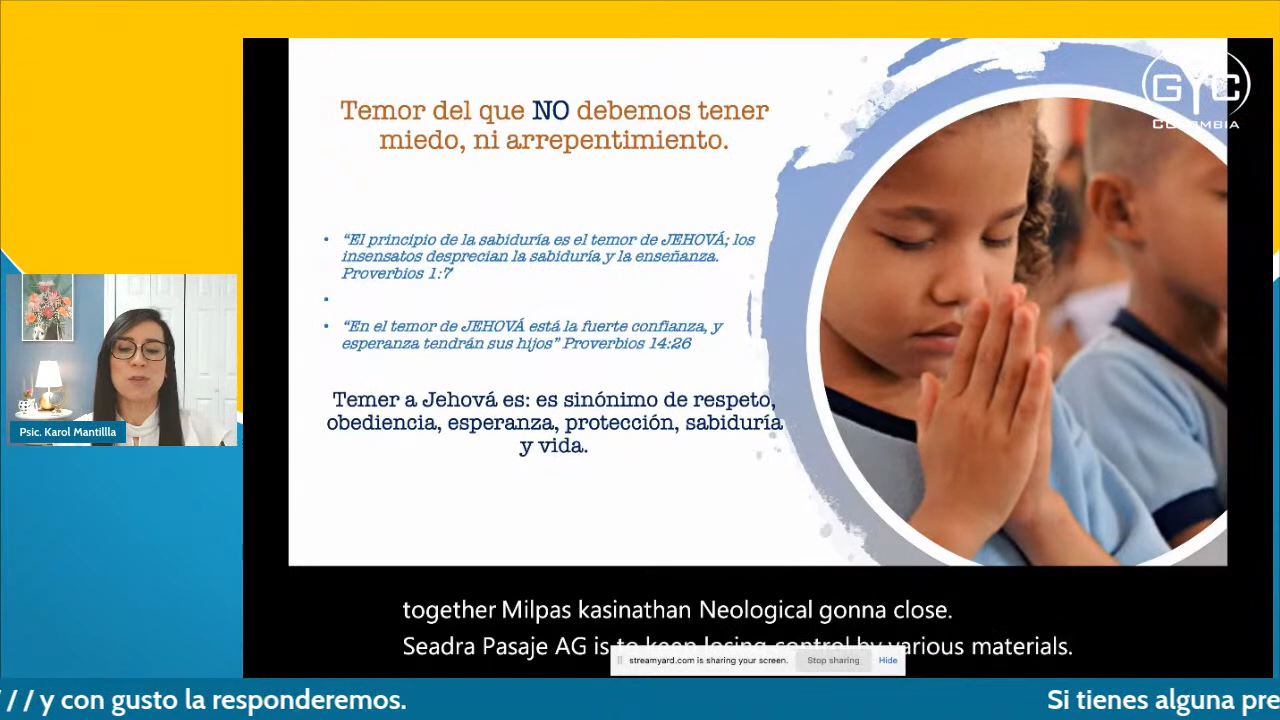 GYC
COLOMBIA
Temor del que NO debemos tener
miedo, ni arrepentimiento.
• “El principio de la sabiduría es el temor de JEHOVÁ; los
insensatos desprecian la sabiduría y la enseñanza.
Proverbios 1:7
•
• “En el temor de JEHOVÁ está la fuerte confianza, y
esperanza tendrán sus hijos” Proverbios 14:26
Temer a Jehová es: es sinónimo de respeto,
obediencia, esperanza, protección, sabiduría
y vida.
Psic. Karol Mantillla
together Milpas kasinathan Neological gonna close.
Seadra Pasaje AG is to keep losing control by various materials.
streamyard.com is sharing your screen. Stop sharing Hide
/ / / y con gusto la responderemos. Si tienes alguna pre